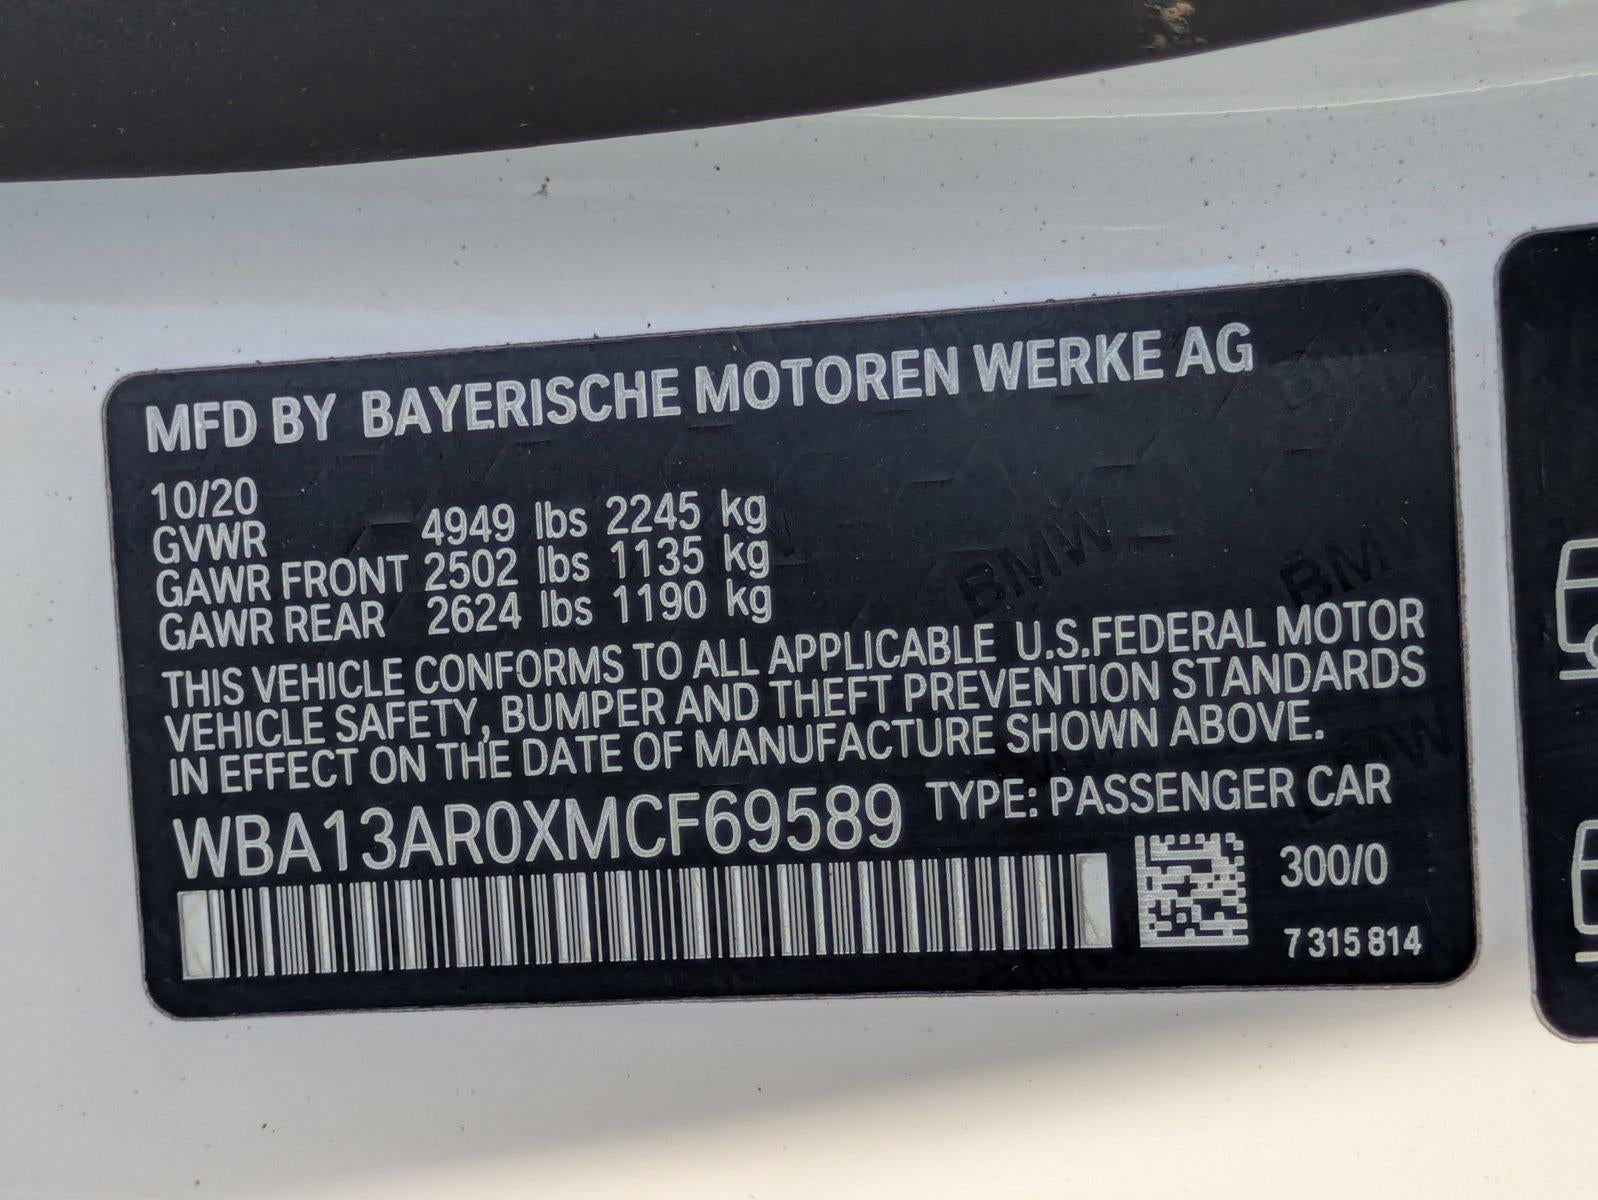 MFD BY BAYERISCHE MOTOREN WERKE AG
10/20
GVWR 4949 lbs 2245 kg
GAWR FRONT 2502 lbs 1135 kg
GAWR REAR 2624 lbs 1190 kg
THIS VEHICLE CONFORMS TO ALL APPLICABLE U.S.FEDERAL MOTOR
VEHICLE SAFETY, BUMPER AND THEFT PREVENTION STANDARDS
IN EFFECT ON THE DATE OF MANUFACTURE SHOWN ABOVE.
WBA13AR0XMCF69589 TYPE: PASSENGER CAR
300/0
7 315 814
BMW
BMW
BMW